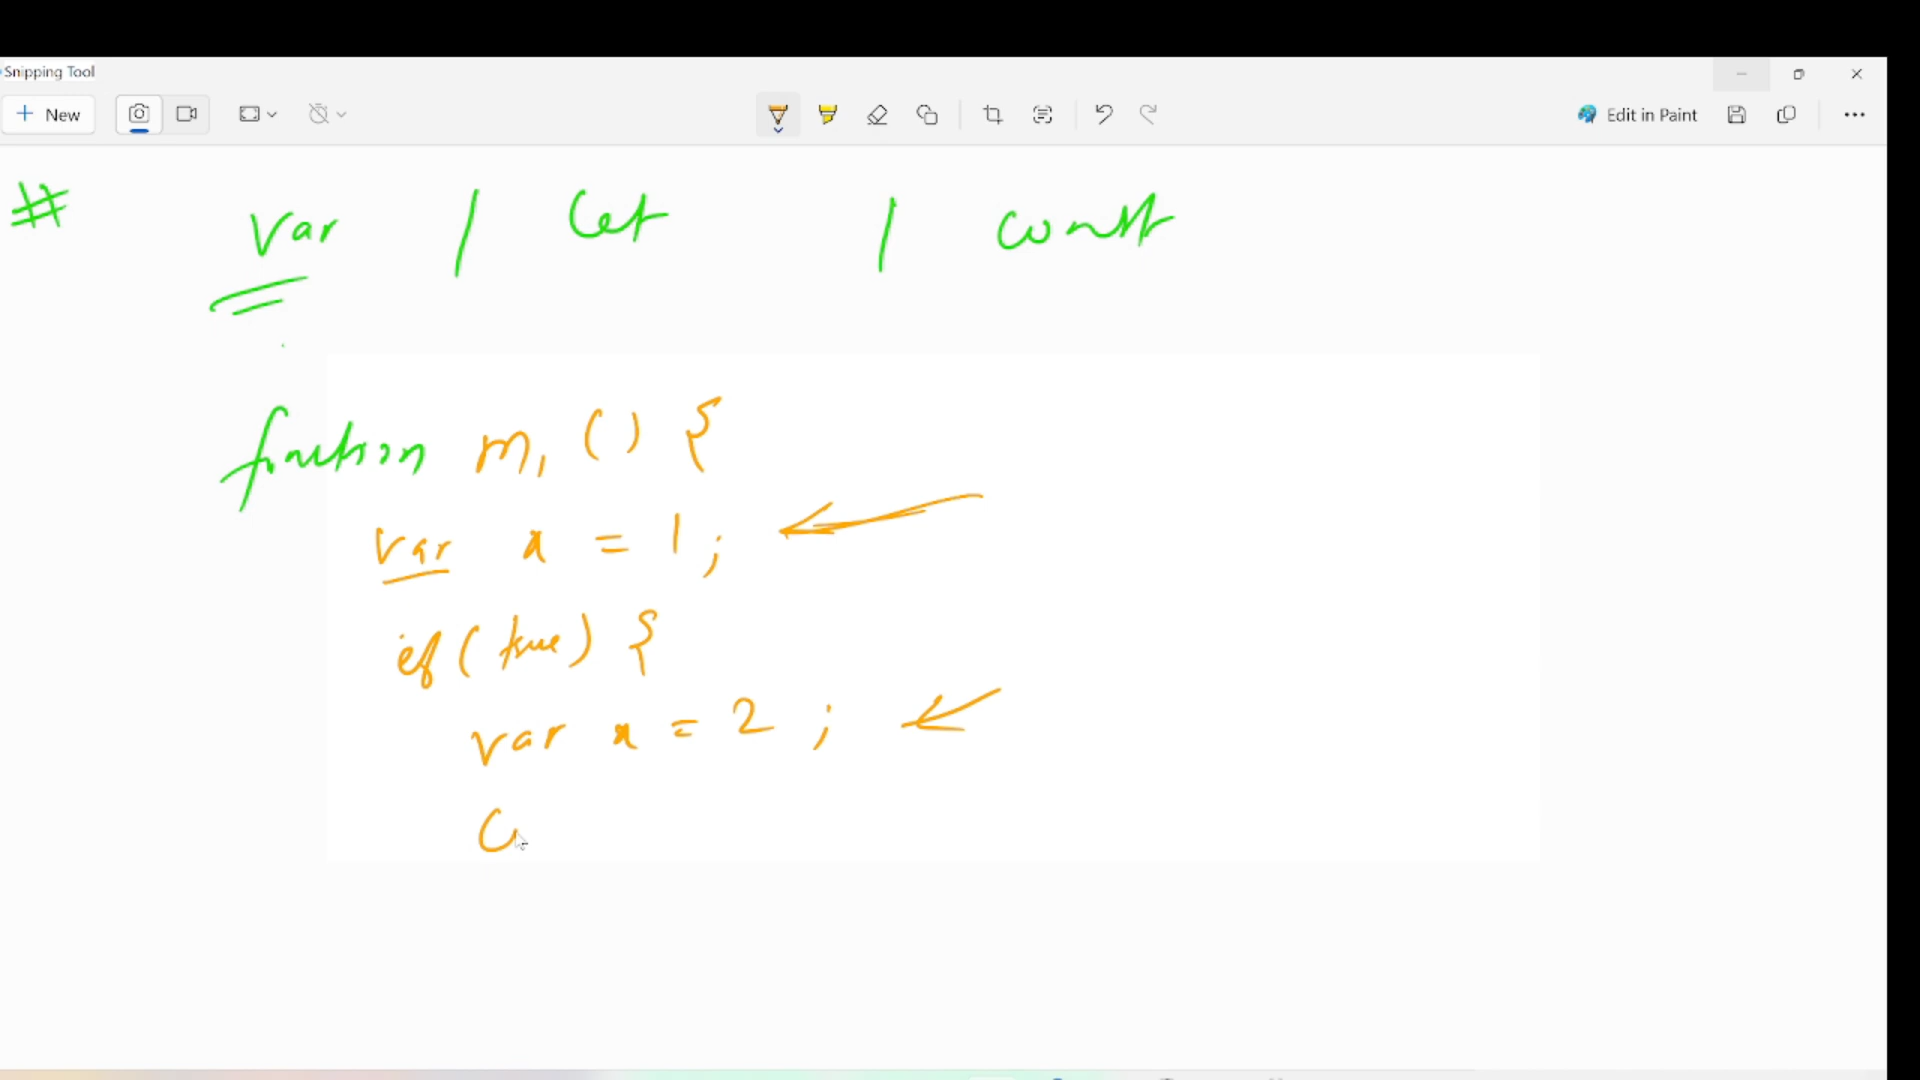 Snipping Tool
New
Edit in Paint
# var / let / const
function m1 () {
var x = 1 ;
if ( true ) {
var x = 2 ;
C